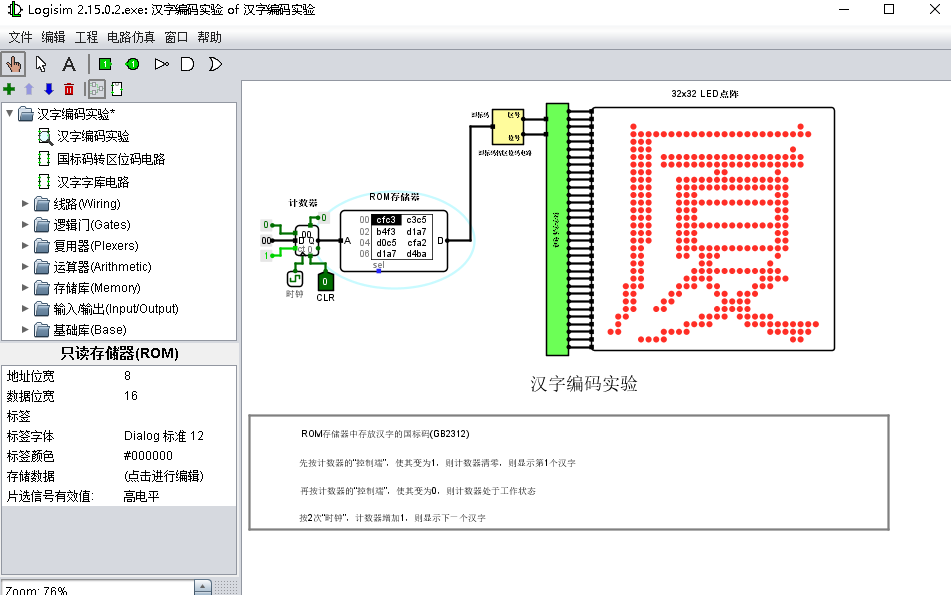 Logisim 2.15.0.2.exe: 汉字编码实验 of 汉字编码实验
文件 编辑 工程 电路仿真 窗口 帮助
A
汉字编码实验*
汉字编码实验
国标码转区位码电路
汉字字库电路
线路(Wiring)
逻辑门(Gates)
复用器(Plexers)
运算器(Arithmetic)
存储库(Memory)
输入/输出(Input/Output)
基础库(Base)
只读存储器(ROM)
地址位宽 8
数据位宽 16
标签
标签字体 Dialog 标准 12
标签颜色 #000000
存储数据 (点击进行编辑)
片选信号有效值: 高电平
Zoom: 76%
32x32 LED点阵
国标码
区号
位号
国标码转区位码电路
计数器
ROM存储器
0
0
00
00
1
A
00 cfc3 c3c5
02 b4f3 d1a7
04 d0c5 cfa2
06 d1a7 d4ba
D
sel
时钟
0
CLR
厦
汉字编码实验
ROM存储器中存放汉字的国标码(GB2312)
先按计数器的"控制端"，使其变为1，则计数器清零，则显示第1个汉字
再按计数器的"控制端"，使其变为0，则计数器处于工作状态
按2次"时钟"，计数器增加1，则显示下一个汉字